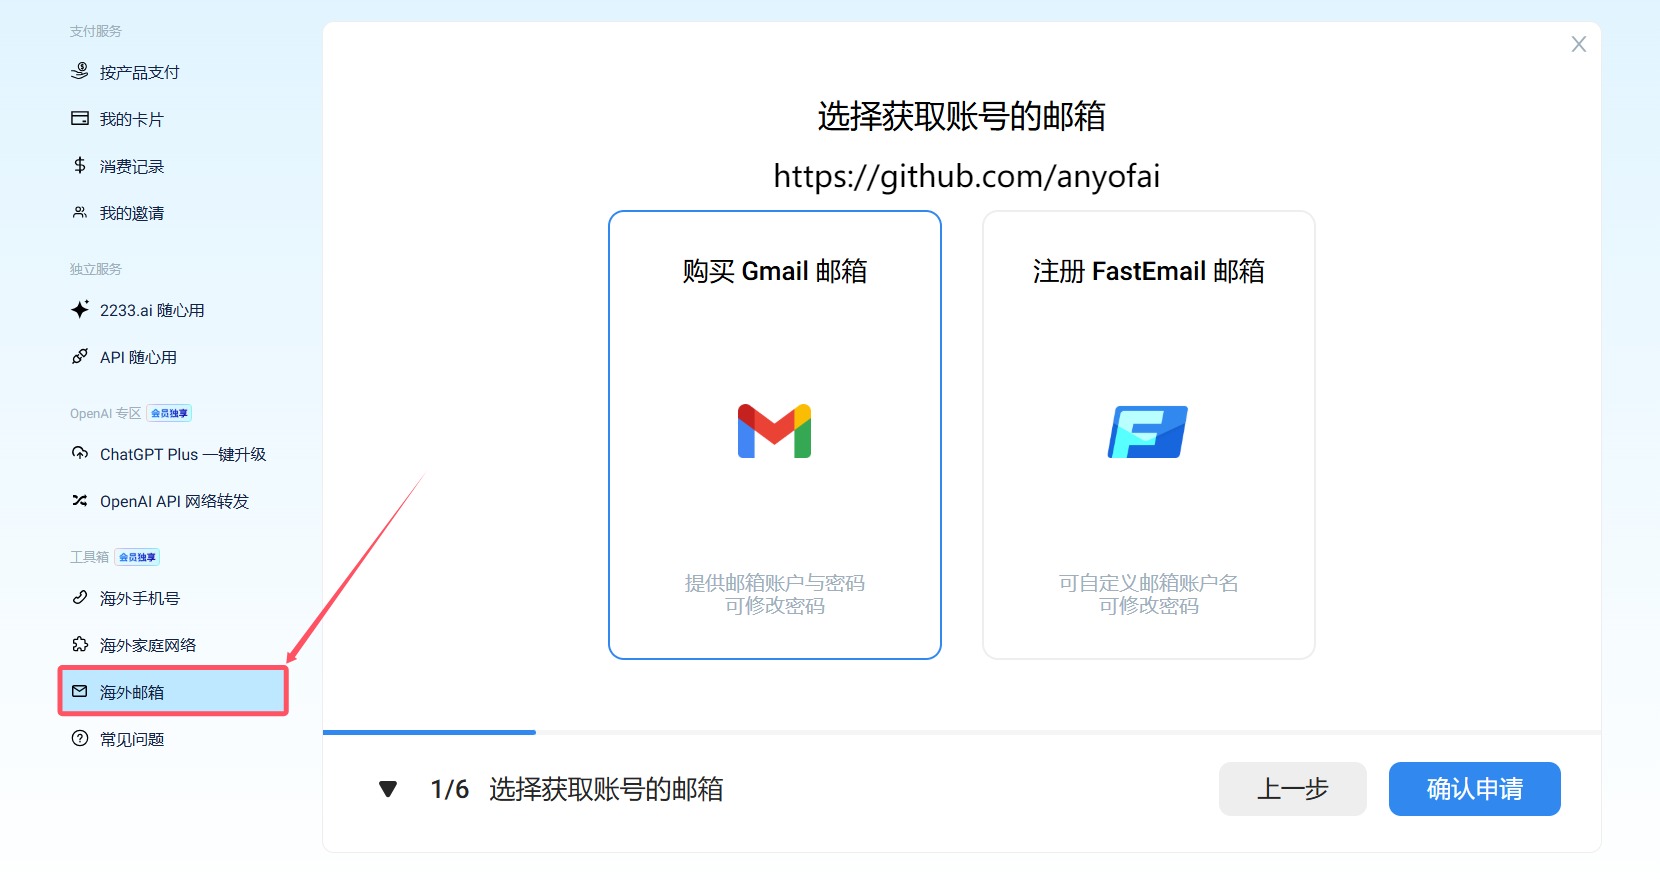 支付服务
按产品支付
我的卡片
消费记录
我的邀请
独立服务
2233.ai 随心用
API 随心用
OpenAI 专区 会员独享
ChatGPT Plus 一键升级
OpenAI API 网络转发
工具箱 会员独享
海外手机号
海外家庭网络
海外邮箱
常见问题
选择获取账号的邮箱
https://github.com/anyofai
购买 Gmail 邮箱
提供邮箱账户与密码
可修改密码
注册 FastEmail 邮箱
可自定义邮箱账户名
可修改密码
1/6 选择获取账号的邮箱
上一步
确认申请